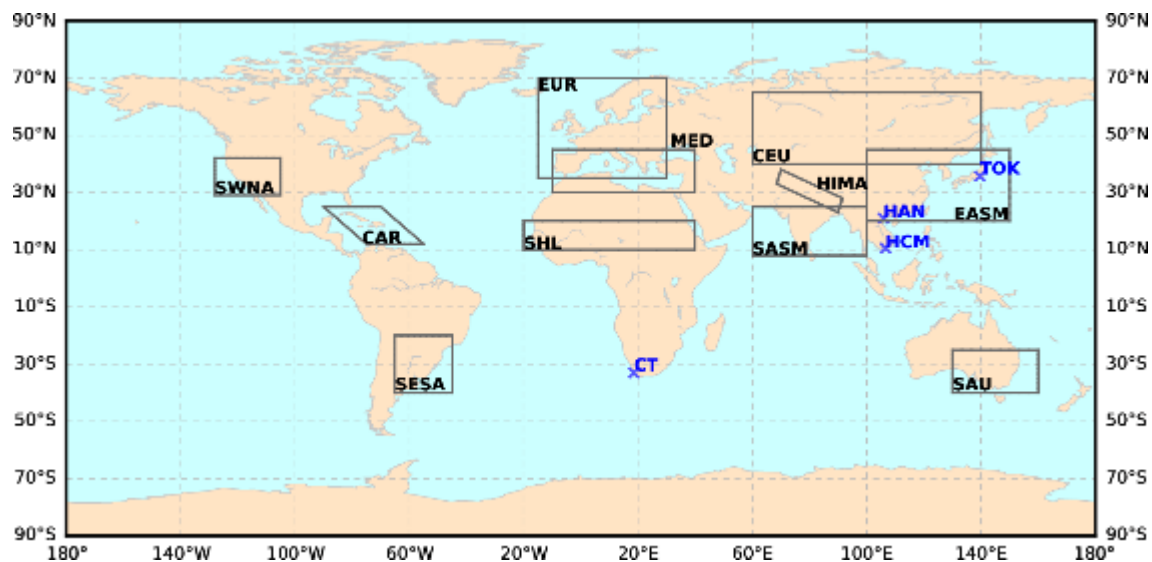 90°N 90°N
70°N EUR 70°N
50°N MED 50°N
CEU TOK
30°N SWNA HIMA 30°N
HAN EASM
CAR SHL SASM HCM
10°N 10°N
10°S 10°S
30°S CT 30°S
SESA SAU
50°S 50°S
70°S 70°S
90°S 90°S
180° 140°W 100°W 60°W 20°W 20°E 60°E 100°E 140°E 180°